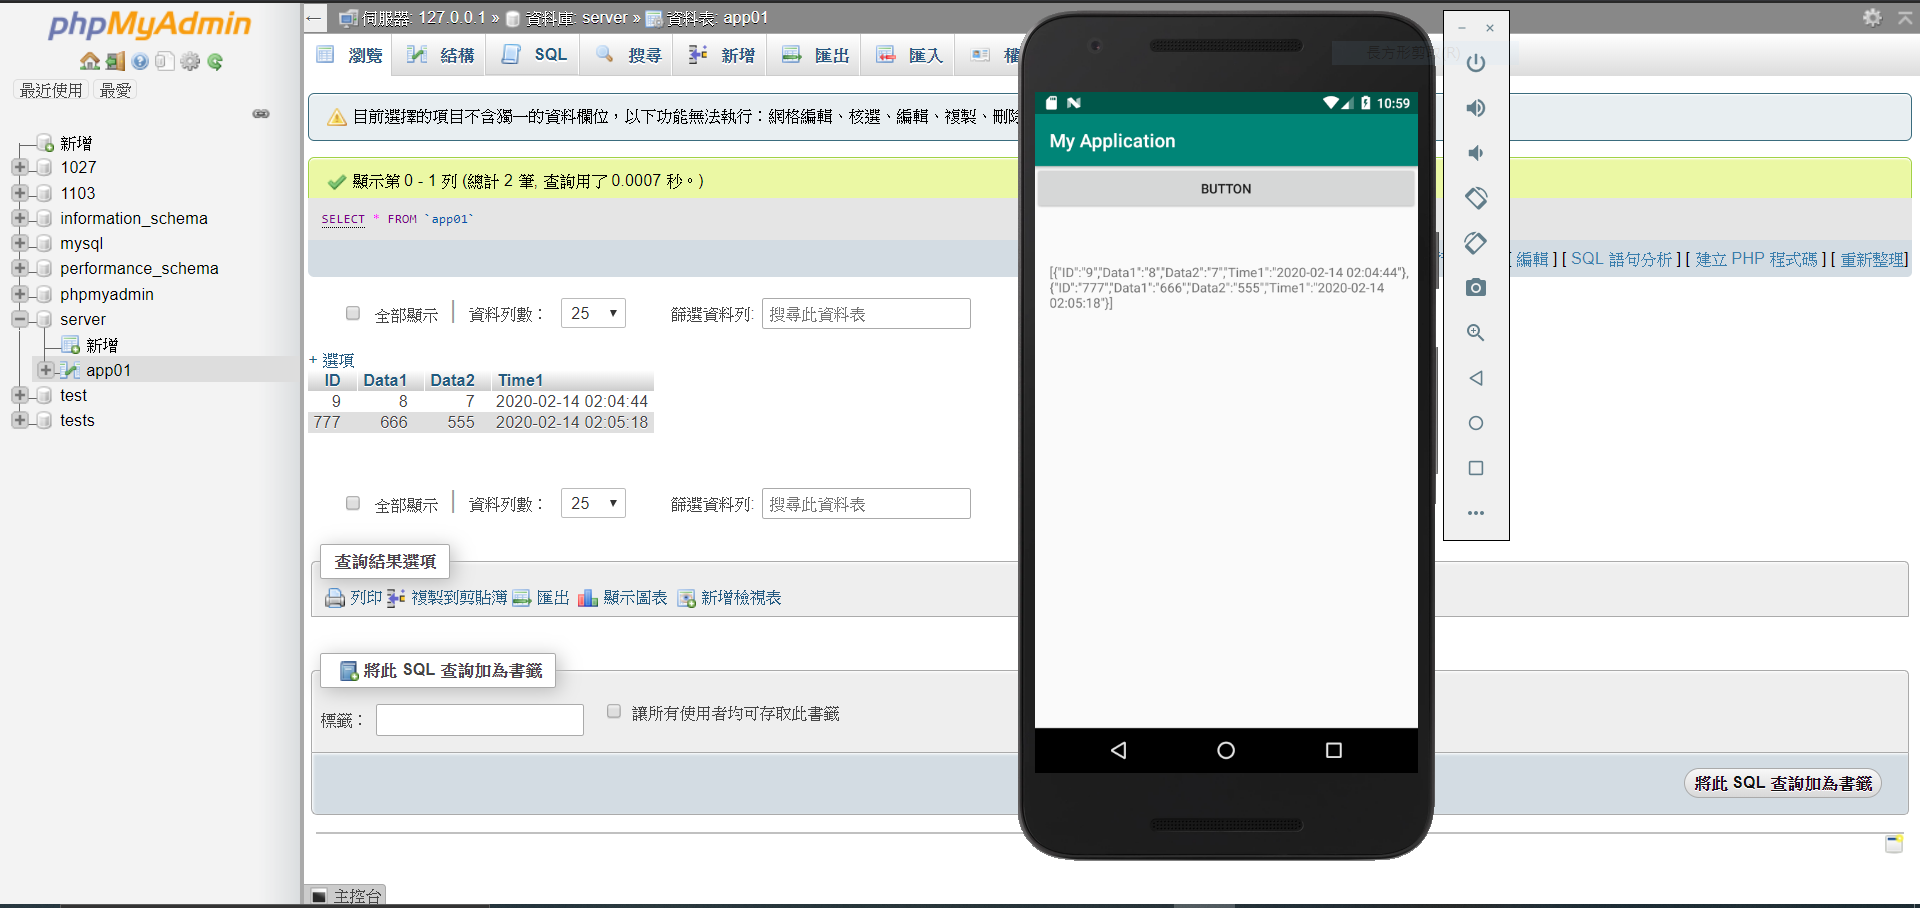 phpMyAdmin
最近使用 最愛
新增
1027
1103
information_schema
mysql
performance_schema
phpmyadmin
server
新增
app01
test
tests
伺服器: 127.0.0.1 » 資料庫: server » 資料表: app01
瀏覽 結構 SQL 搜尋 新增 匯出 匯入
目前選擇的項目不含獨一的資料欄位，以下功能無法執行：網格編輯、核選、編輯、複製、刪除
顯示第 0 - 1 列 (總計 2 筆, 查詢用了 0.0007 秒。)
SELECT * FROM `app01`
[ 編輯 ] [ SQL 語句分析 ] [ 建立 PHP 程式碼 ] [ 重新整理]
全部顯示 | 資料列數： 25 篩選資料列: 搜尋此資料表
+ 選項
ID Data1 Data2 Time1
9 8 7 2020-02-14 02:04:44
777 666 555 2020-02-14 02:05:18
全部顯示 | 資料列數： 25 篩選資料列: 搜尋此資料表
查詢結果選項
列印 複製到剪貼簿 匯出 顯示圖表 新增檢視表
將此 SQL 查詢加為書籤
標籤： 讓所有使用者均可存取此書籤
將此 SQL 查詢加為書籤
主控台
10:59
My Application
BUTTON
[{"ID":"9","Data1":"8","Data2":"7","Time1":"2020-02-14 02:04:44"},
{"ID":"777","Data1":"666","Data2":"555","Time1":"2020-02-14
02:05:18"}]